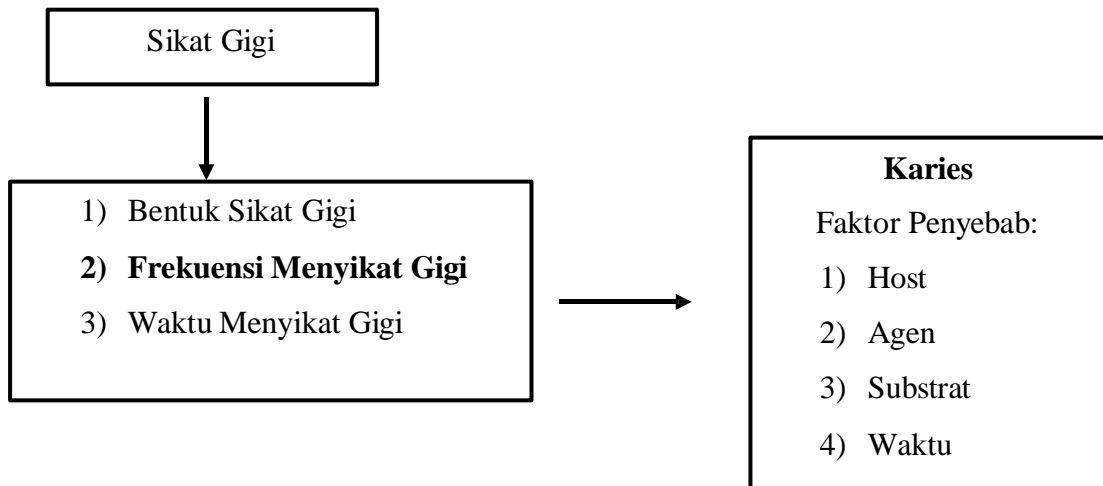 Sikat Gigi
1) Bentuk Sikat Gigi
2) Frekuensi Menyikat Gigi
3) Waktu Menyikat Gigi
Karies
Faktor Penyebab:
1) Host
2) Agen
3) Substrat
4) Waktu